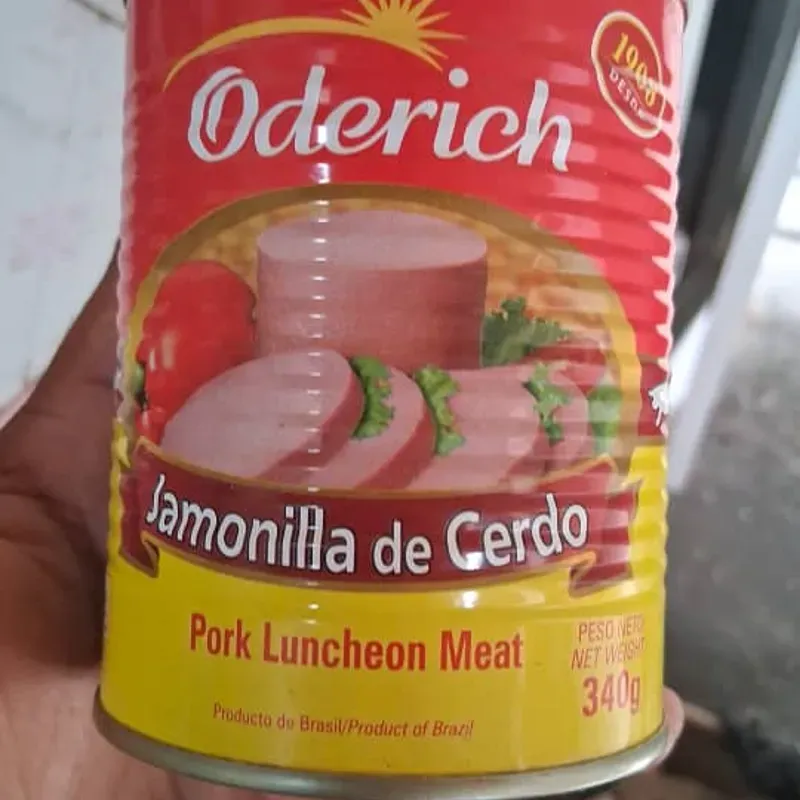 Oderich
1908
DESDE
Jamonilla de Cerdo
Pork Luncheon Meat
PESO NETO
NET WEIGHT
340g
Producto de Brasil/Product of Brazil